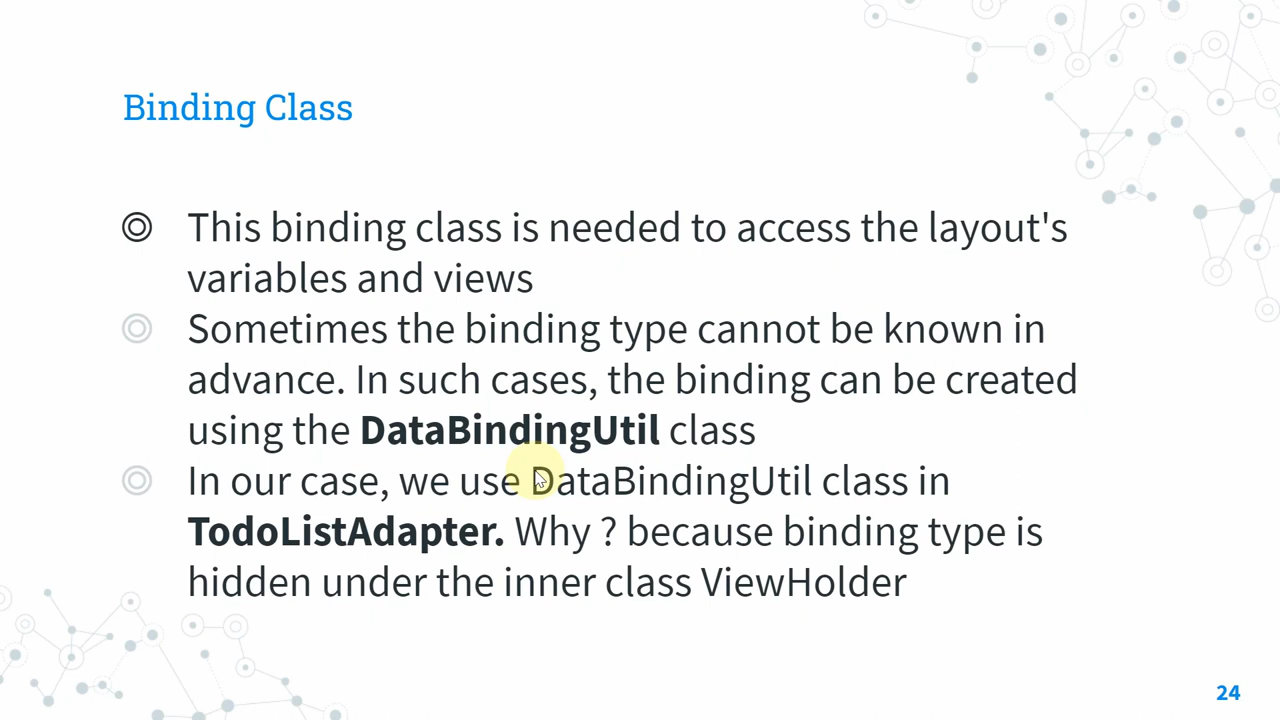 Binding Class
This binding class is needed to access the layout's
variables and views
Sometimes the binding type cannot be known in
advance. In such cases, the binding can be created
using the DataBindingUtil class
In our case, we use DataBindingUtil class in
TodoListAdapter. Why ? because binding type is
hidden under the inner class ViewHolder
24